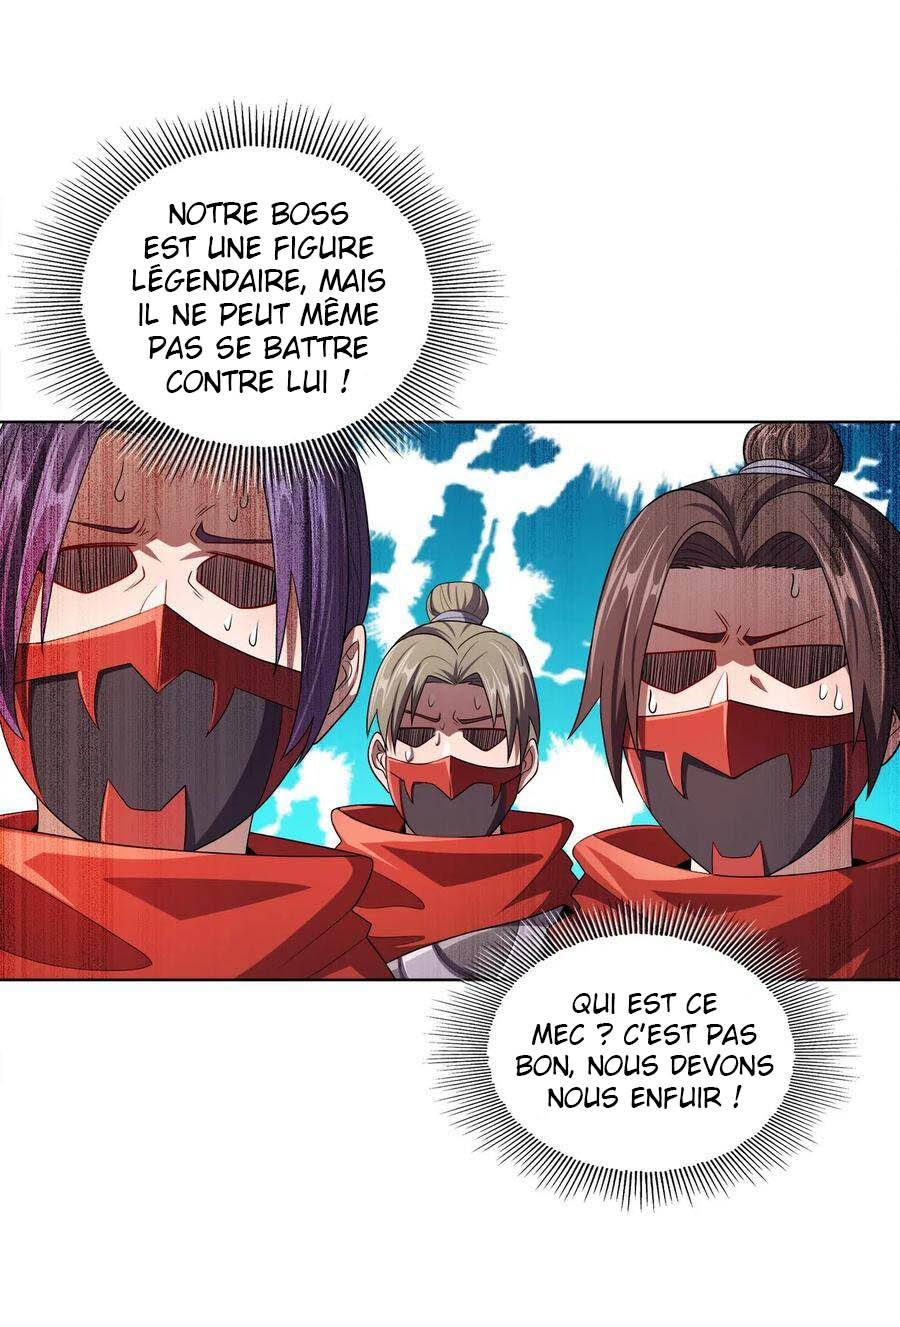 NOTRE BOSS
EST UNE FIGURE
LÉGENDAIRE, MAIS
IL NE PEUT MÊME
PAS SE BATTRE
CONTRE LUI !
QUI EST CE
MEC ? C'EST PAS
BON, NOUS DEVONS
NOUS ENFUIR !